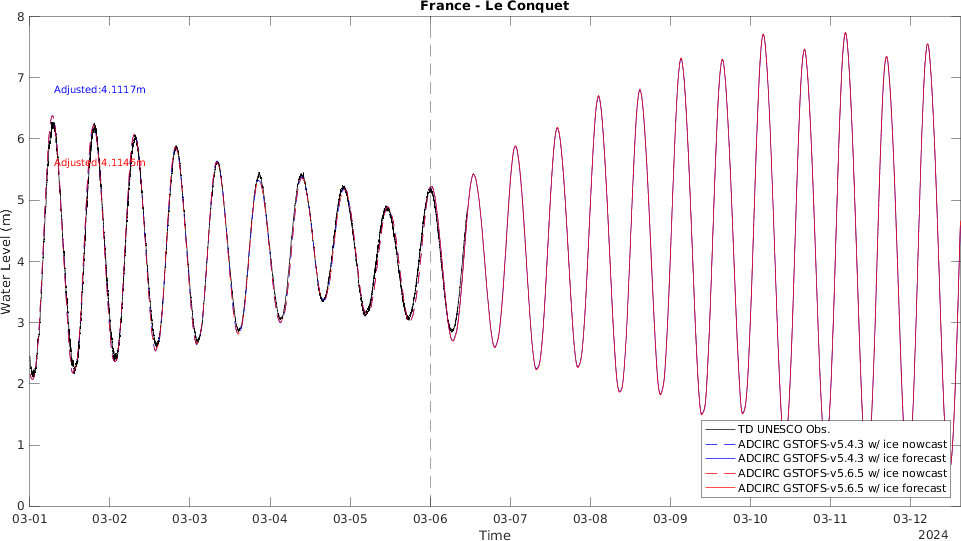 France - Le Conquet
8
7
6
5
4
3
2
1
0
Water Level (m)
Adjusted:4.1117m
Adjusted:4.1145m
TD UNESCO Obs.
ADCIRC GSTOFS-v5.4.3 w/ ice nowcast
ADCIRC GSTOFS-v5.4.3 w/ ice forecast
ADCIRC GSTOFS-v5.6.5 w/ ice nowcast
ADCIRC GSTOFS-v5.6.5 w/ ice forecast
03-01 03-02 03-03 03-04 03-05 03-06 03-07 03-08 03-09 03-10 03-11 03-12
Time
2024